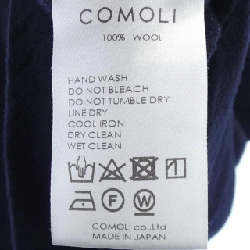 COMOLI
100% WOOL
HAND WASH
DO NOT BLEACH
DO NOT TUMBLE DRY
LINE DRY
COOL IRON
DRY CLEAN
WET CLEAN
F W
COMOLI co.,Ltd
MADE IN JAPAN